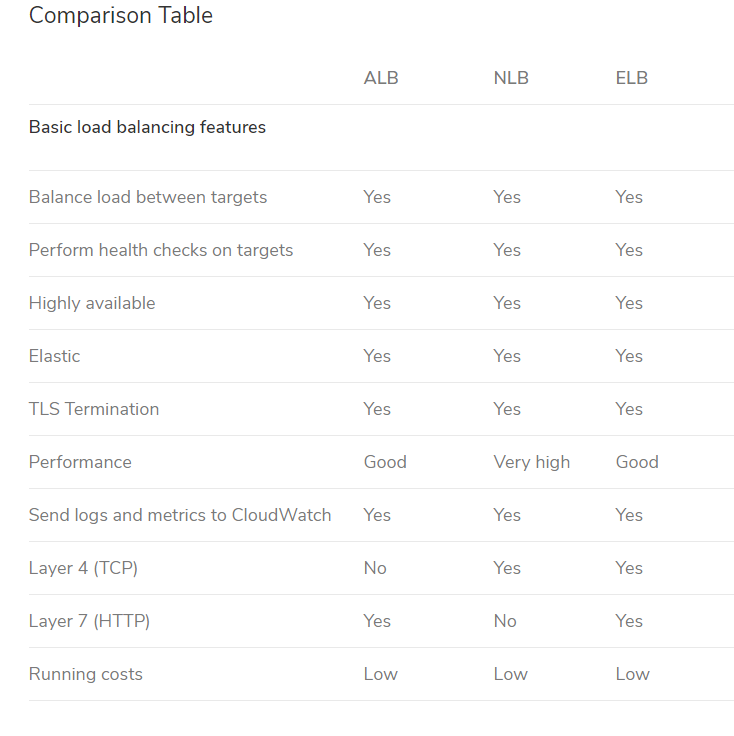 Comparison Table
ALB NLB ELB
Basic load balancing features
Balance load between targets Yes Yes Yes
Perform health checks on targets Yes Yes Yes
Highly available Yes Yes Yes
Elastic Yes Yes Yes
TLS Termination Yes Yes Yes
Performance Good Very high Good
Send logs and metrics to CloudWatch Yes Yes Yes
Layer 4 (TCP) No Yes Yes
Layer 7 (HTTP) Yes No Yes
Running costs Low Low Low